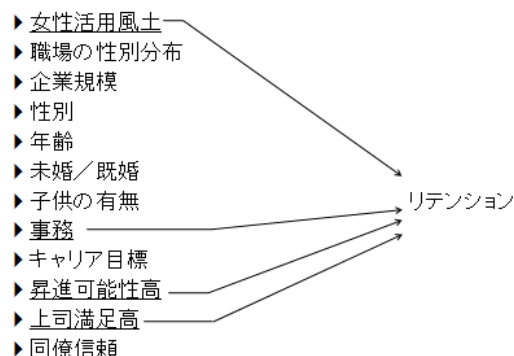 女性活用風土
職場の性別分布
企業規模
性別
年齢
未婚／既婚
子供の有無
リテンション
事務
キャリア目標
昇進可能性高
上司満足高
同僚信頼